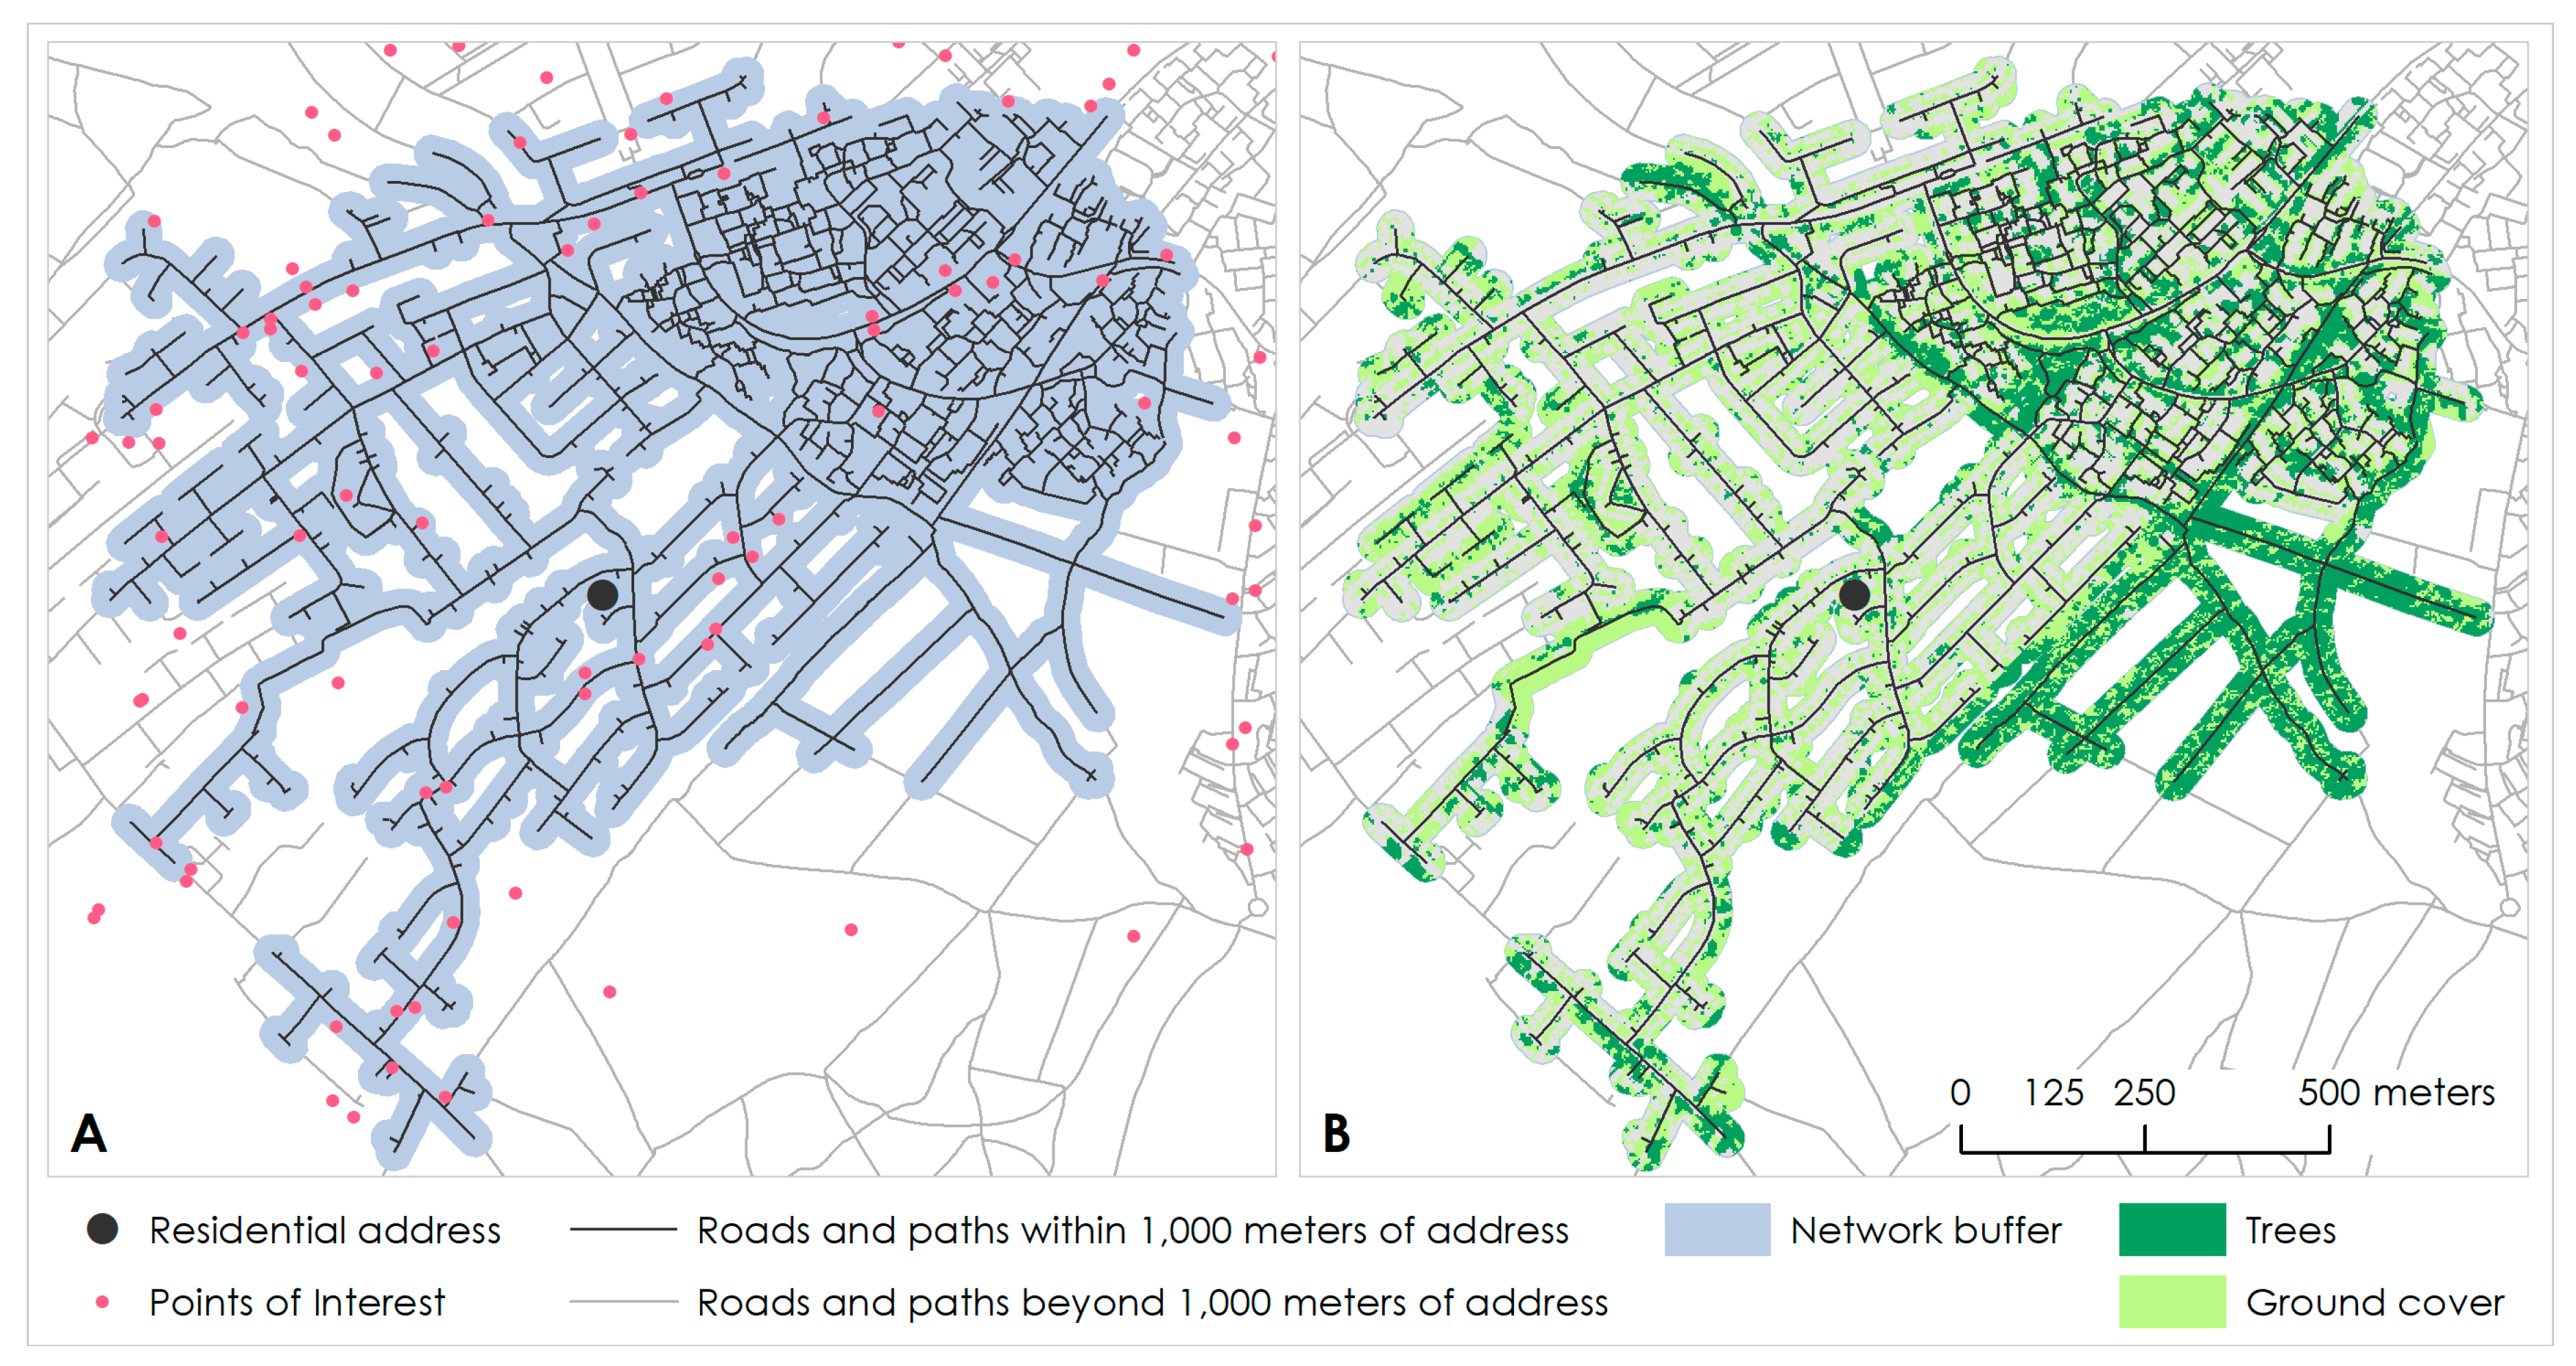 A
B
0 125 250 500 meters
Residential address
Roads and paths within 1,000 meters of address
Network buffer
Trees
Points of Interest
Roads and paths beyond 1,000 meters of address
Ground cover